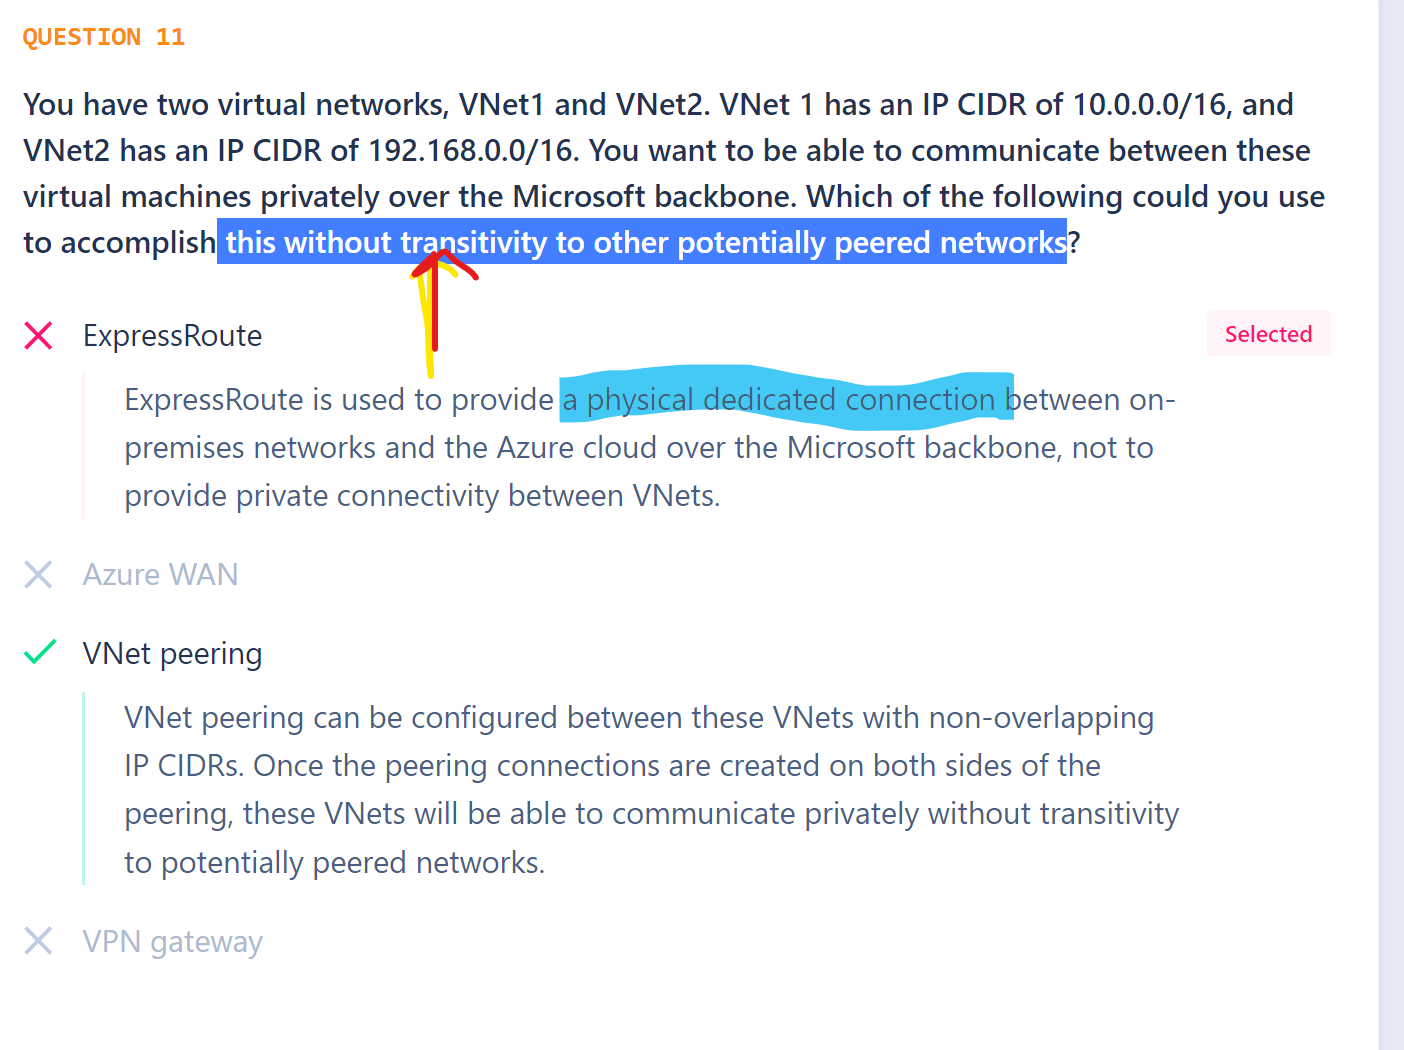 QUESTION 11
You have two virtual networks, VNet1 and VNet2. VNet 1 has an IP CIDR of 10.0.0.0/16, and
VNet2 has an IP CIDR of 192.168.0.0/16. You want to be able to communicate between these
virtual machines privately over the Microsoft backbone. Which of the following could you use
to accomplish this without transitivity to other potentially peered networks?
ExpressRoute
Selected
ExpressRoute is used to provide a physical dedicated connection between on-
premises networks and the Azure cloud over the Microsoft backbone, not to
provide private connectivity between VNets.
Azure WAN
VNet peering
VNet peering can be configured between these VNets with non-overlapping
IP CIDRs. Once the peering connections are created on both sides of the
peering, these VNets will be able to communicate privately without transitivity
to potentially peered networks.
VPN gateway